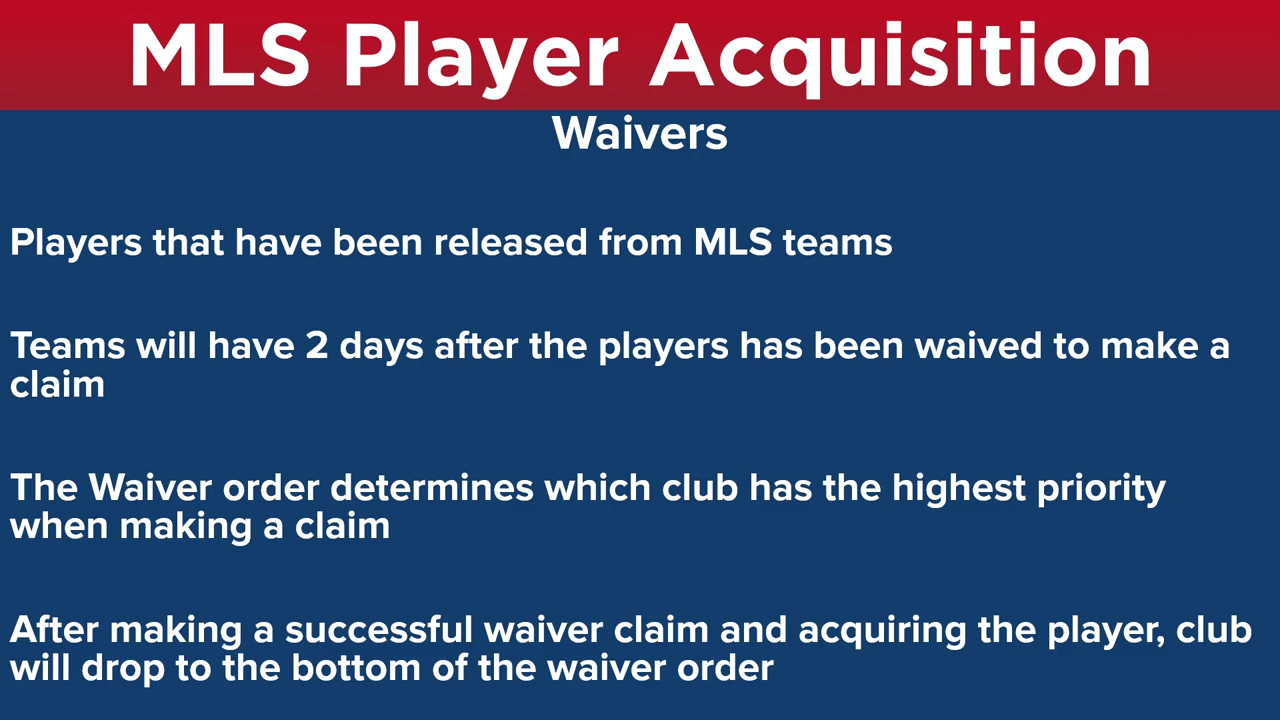 MLS Player Acquisition
Waivers
Players that have been released from MLS teams
Teams will have 2 days after the players has been waived to make a
claim
The Waiver order determines which club has the highest priority
when making a claim
After making a successful waiver claim and acquiring the player, club
will drop to the bottom of the waiver order